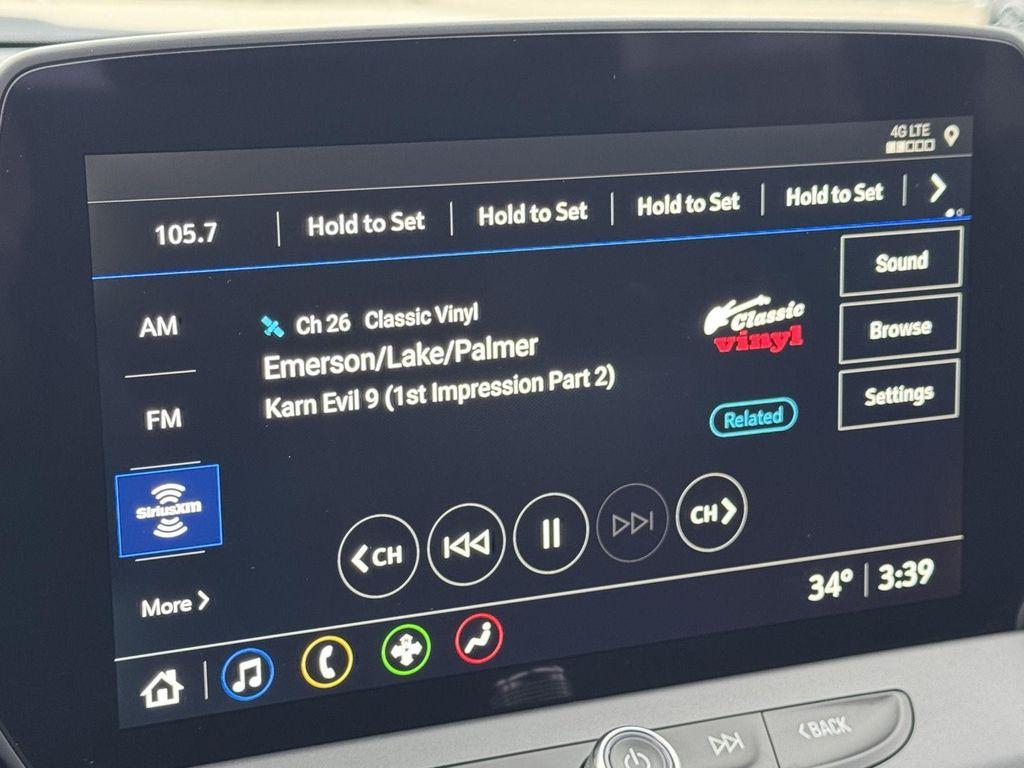 4G LTE
105.7 Hold to Set Hold to Set Hold to Set Hold to Set
Sound
AM
Ch 26 Classic Vinyl
Classic
vinyl
Browse
Emerson/Lake/Palmer
Karn Evil 9 (1st Impression Part 2)
FM
Related
Settings
SiriusXM
CH
CH
More
34° 3:39
BACK